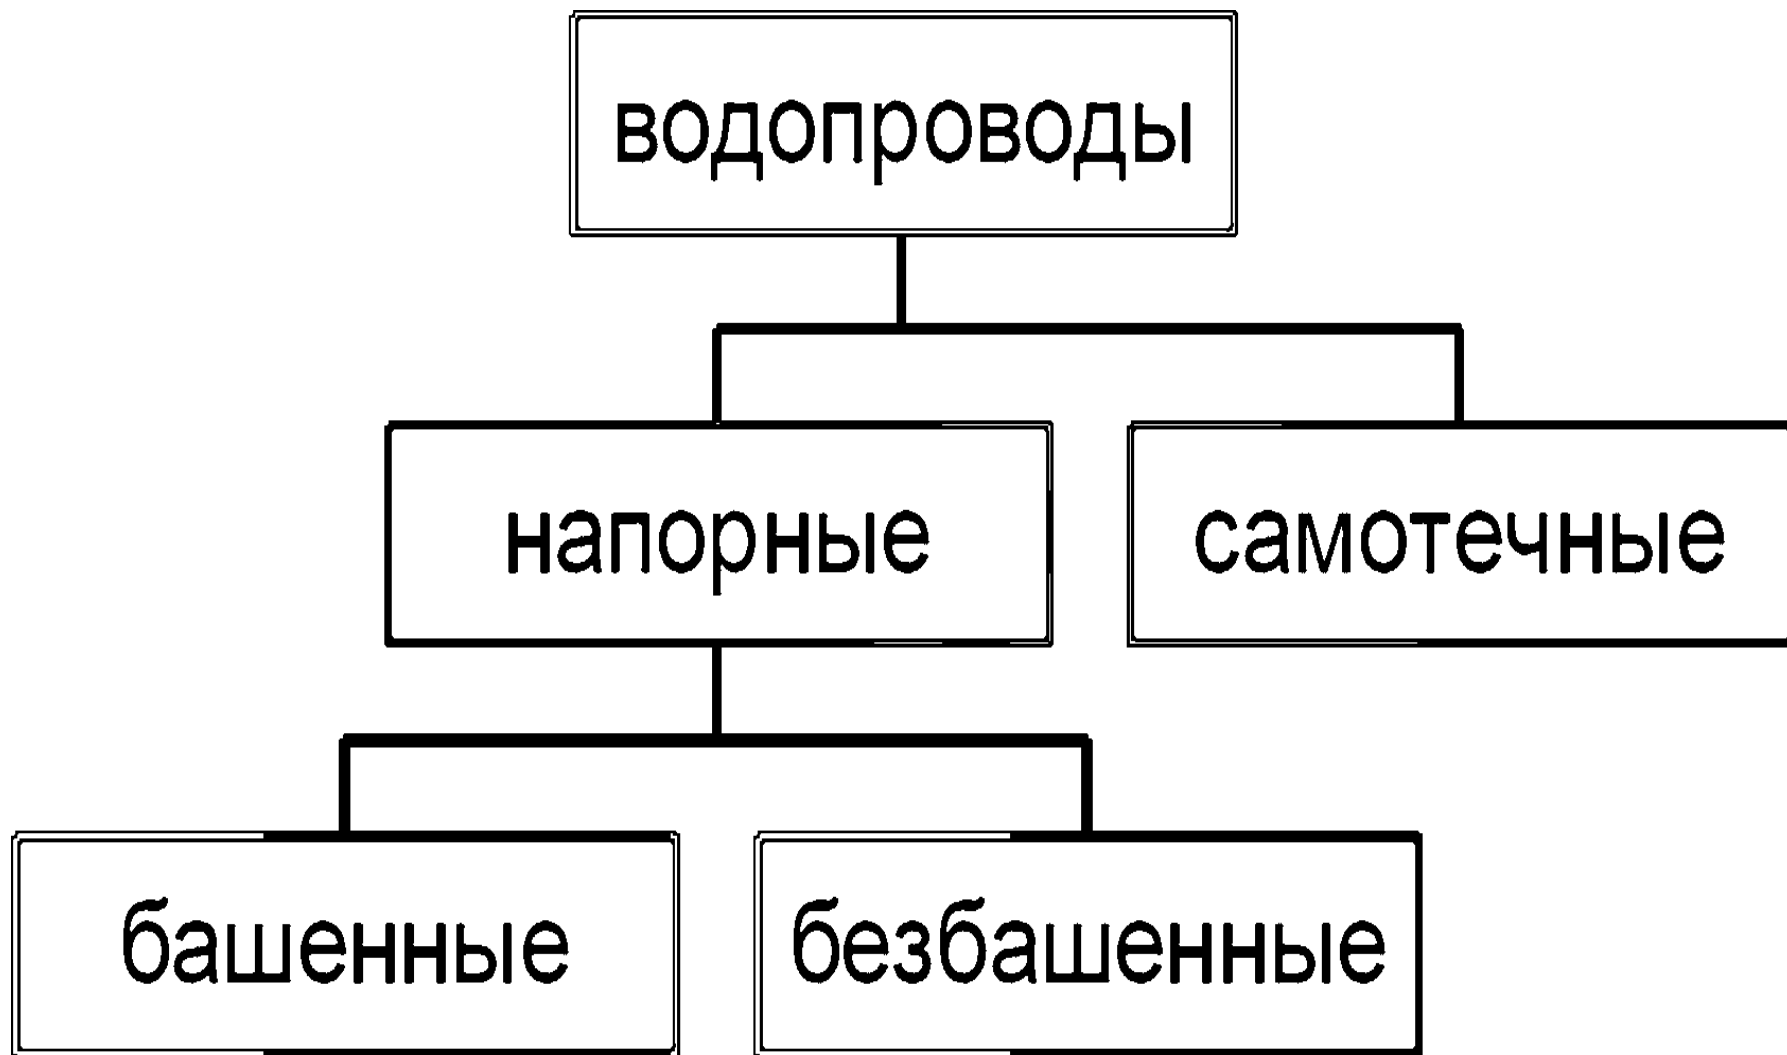 водопроводы
напорные
самотечные
башенные
безбашенные